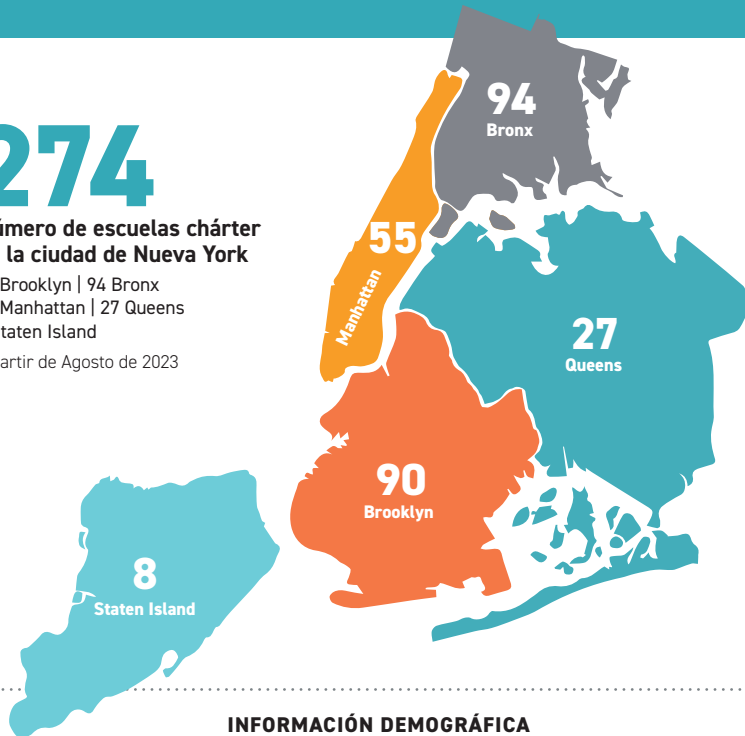 274
úmero de escuelas chárter
la ciudad de Nueva York
Brooklyn | 94 Bronx
Manhattan | 27 Queens
taten Island
artir de Agosto de 2023
94
Bronx
55
Manhattan
27
Queens
90
Brooklyn
8
Staten Island
INFORMACIÓN DEMOGRÁFICA